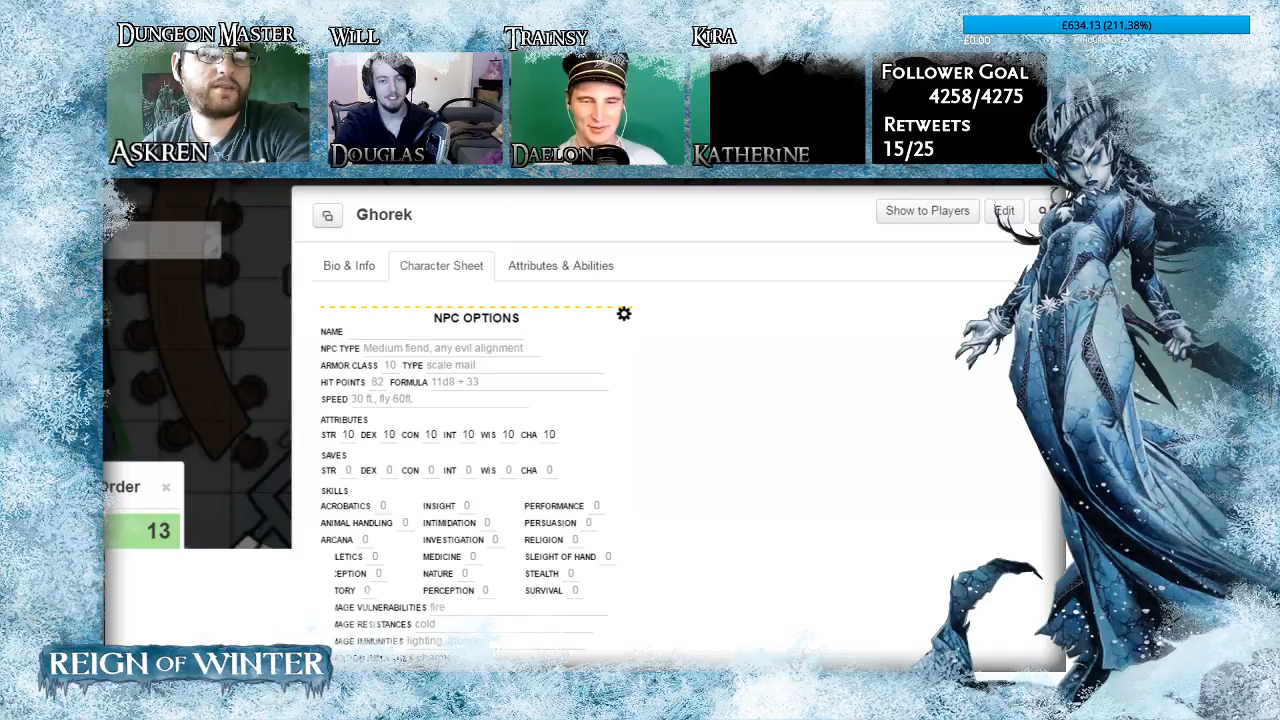 DUNGEON MASTER
WILL
TRAINSY
KIRA
£634.13 (211.38%)
£0.00
ASKREN
DOUGLAS
DAELON
KATHERINE
FOLLOWER GOAL
4258/4275
RETWEETS
15/25
Ghorek
Show to Players
Edit
Bio & Info
Character Sheet
Attributes & Abilities
NPC OPTIONS
NAME
NPC TYPE Medium fiend, any evil alignment
ARMOR CLASS 10 TYPE scale mail
HIT POINTS 82 FORMULA 11d8 + 33
SPEED 30 ft., fly 60ft.
ATTRIBUTES
STR 10 DEX 10 CON 10 INT 10 WIS 10 CHA 10
SAVES
STR 0 DEX 0 CON 0 INT 0 WIS 0 CHA 0
SKILLS
ACROBATICS 0 INSIGHT 0 PERFORMANCE 0
ANIMAL HANDLING 0 INTIMIDATION 0 PERSUASION 0
ARCANA 0 INVESTIGATION 0 RELIGION 0
LETICS 0 MEDICINE 0 SLEIGHT OF HAND 0
EPTION 0 NATURE 0 STEALTH 0
TORY 0 PERCEPTION 0 SURVIVAL 0
AGE VULNERABILITIES fire
AGE RESISTANCES cold
AGE IMMUNITIES lighting, thunder
Order ×
13
REIGN OF WINTER